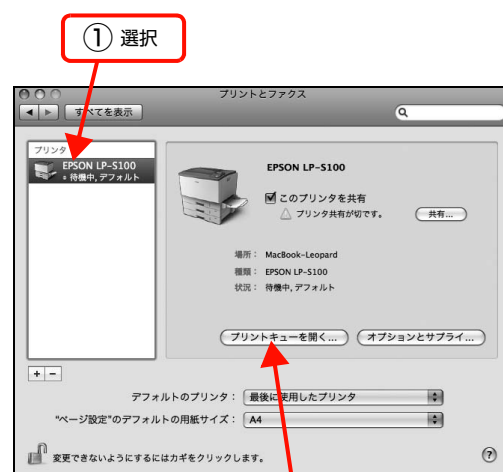 ① 選択
プリントとファクス
すべてを表示
プリンタ
EPSON LP-S100
待機中, デフォルト
EPSON LP-S100
このプリンタを共有
プリンタ共有が切です。
共有...
場所： MacBook-Leopard
種類： EPSON LP-S100
状況： 待機中, デフォルト
プリントキューを開く... オプションとサプライ...
+ −
デフォルトのプリンタ： 最後に使用したプリンタ
"ページ設定"のデフォルトの用紙サイズ： A4
変更できないようにするにはカギをクリックします。
?